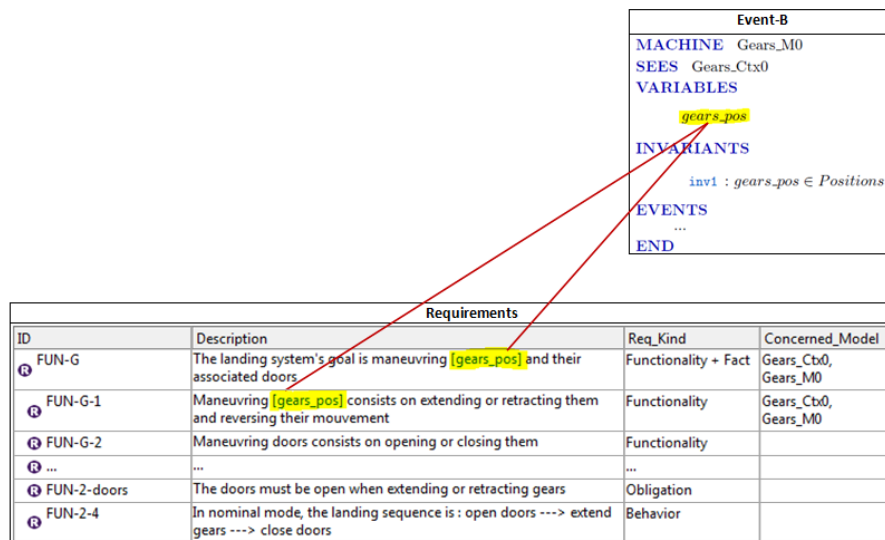 Event-B
MACHINE Gears_M0
SEES Gears_Ctx0
VARIABLES
gears_pos
INVARIANTS
inv1 : gears_pos ∈ Positions
EVENTS
...
END
Requirements
ID Description Req_Kind Concerned_Model
FUN-G The landing system's goal is maneuvring [gears_pos] and their Functionality + Fact Gears_Ctx0,
associated doors Gears_M0
FUN-G-1 Maneuvring [gears_pos] consists on extending or retracting them Functionality Gears_Ctx0,
and reversing their mouvement Gears_M0
FUN-G-2 Maneuvring doors consists on opening or closing them Functionality
... ... ...
FUN-2-doors The doors must be open when extending or retracting gears Obligation
FUN-2-4 In nominal mode, the landing sequence is : open doors ---> extend Behavior
gears ---> close doors